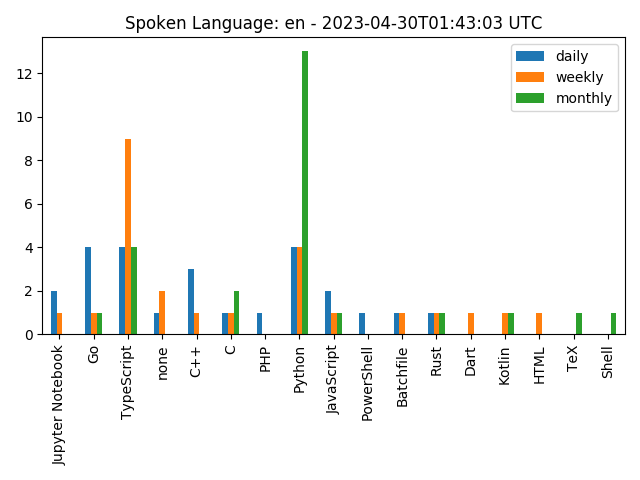 Spoken Language: en - 2023-04-30T01:43:03 UTC
daily
weekly
monthly
12
10
8
6
4
2
0
Jupyter Notebook
Go
TypeScript
none
C++
C
PHP
Python
JavaScript
PowerShell
Batchfile
Rust
Dart
Kotlin
HTML
TeX
Shell